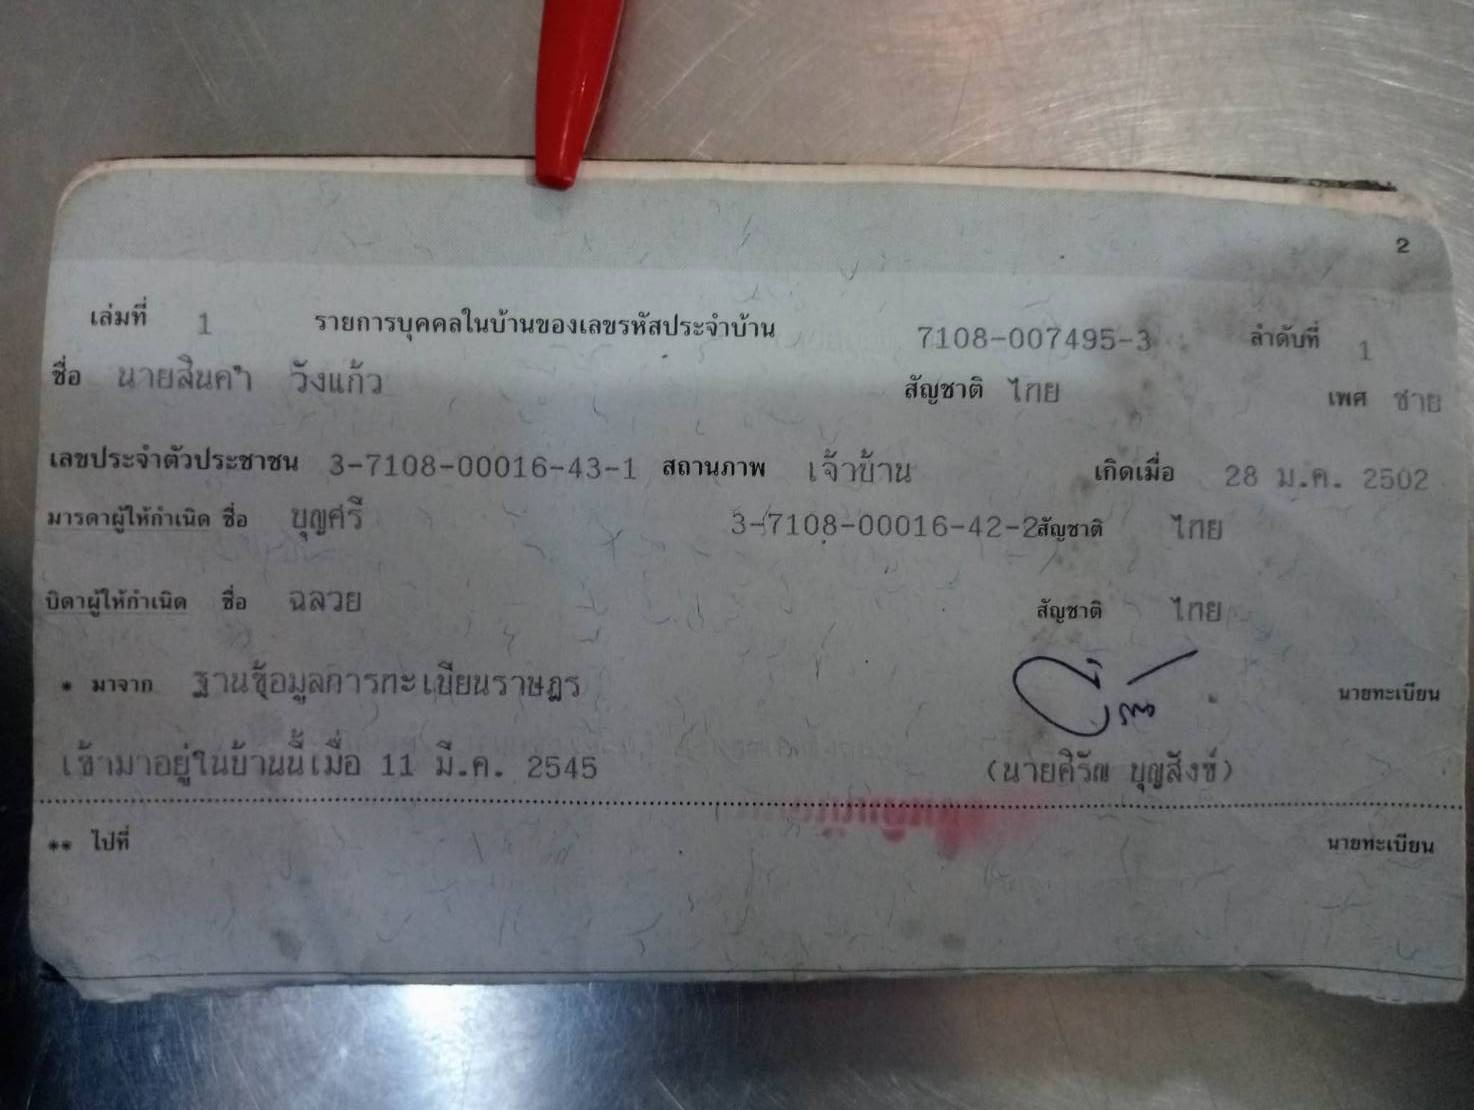 2
เล่มที่ 1 รายการบุคคลในบ้านของเลขรหัสประจำบ้าน 7108-007495-3 ลำดับที่ 1
ชื่อ นายสินคำ วังแก้ว สัญชาติ ไทย เพศ ชาย
เลขประจำตัวประชาชน 3-7108-00016-43-1 สถานภาพ เจ้าบ้าน เกิดเมื่อ 28 ม.ค. 2502
มารดาผู้ให้กำเนิด ชื่อ บุญศรี 3-7108-00016-42-2 สัญชาติ ไทย
บิดาผู้ให้กำเนิด ชื่อ ฉลวย สัญชาติ ไทย
* มาจาก ฐานข้อมูลการทะเบียนราษฎร นายทะเบียน
เข้ามาอยู่ในบ้านนี้เมื่อ 11 มี.ค. 2545 (นายศิรัณ บุญสิงข์)
** ไปที่ นายทะเบียน